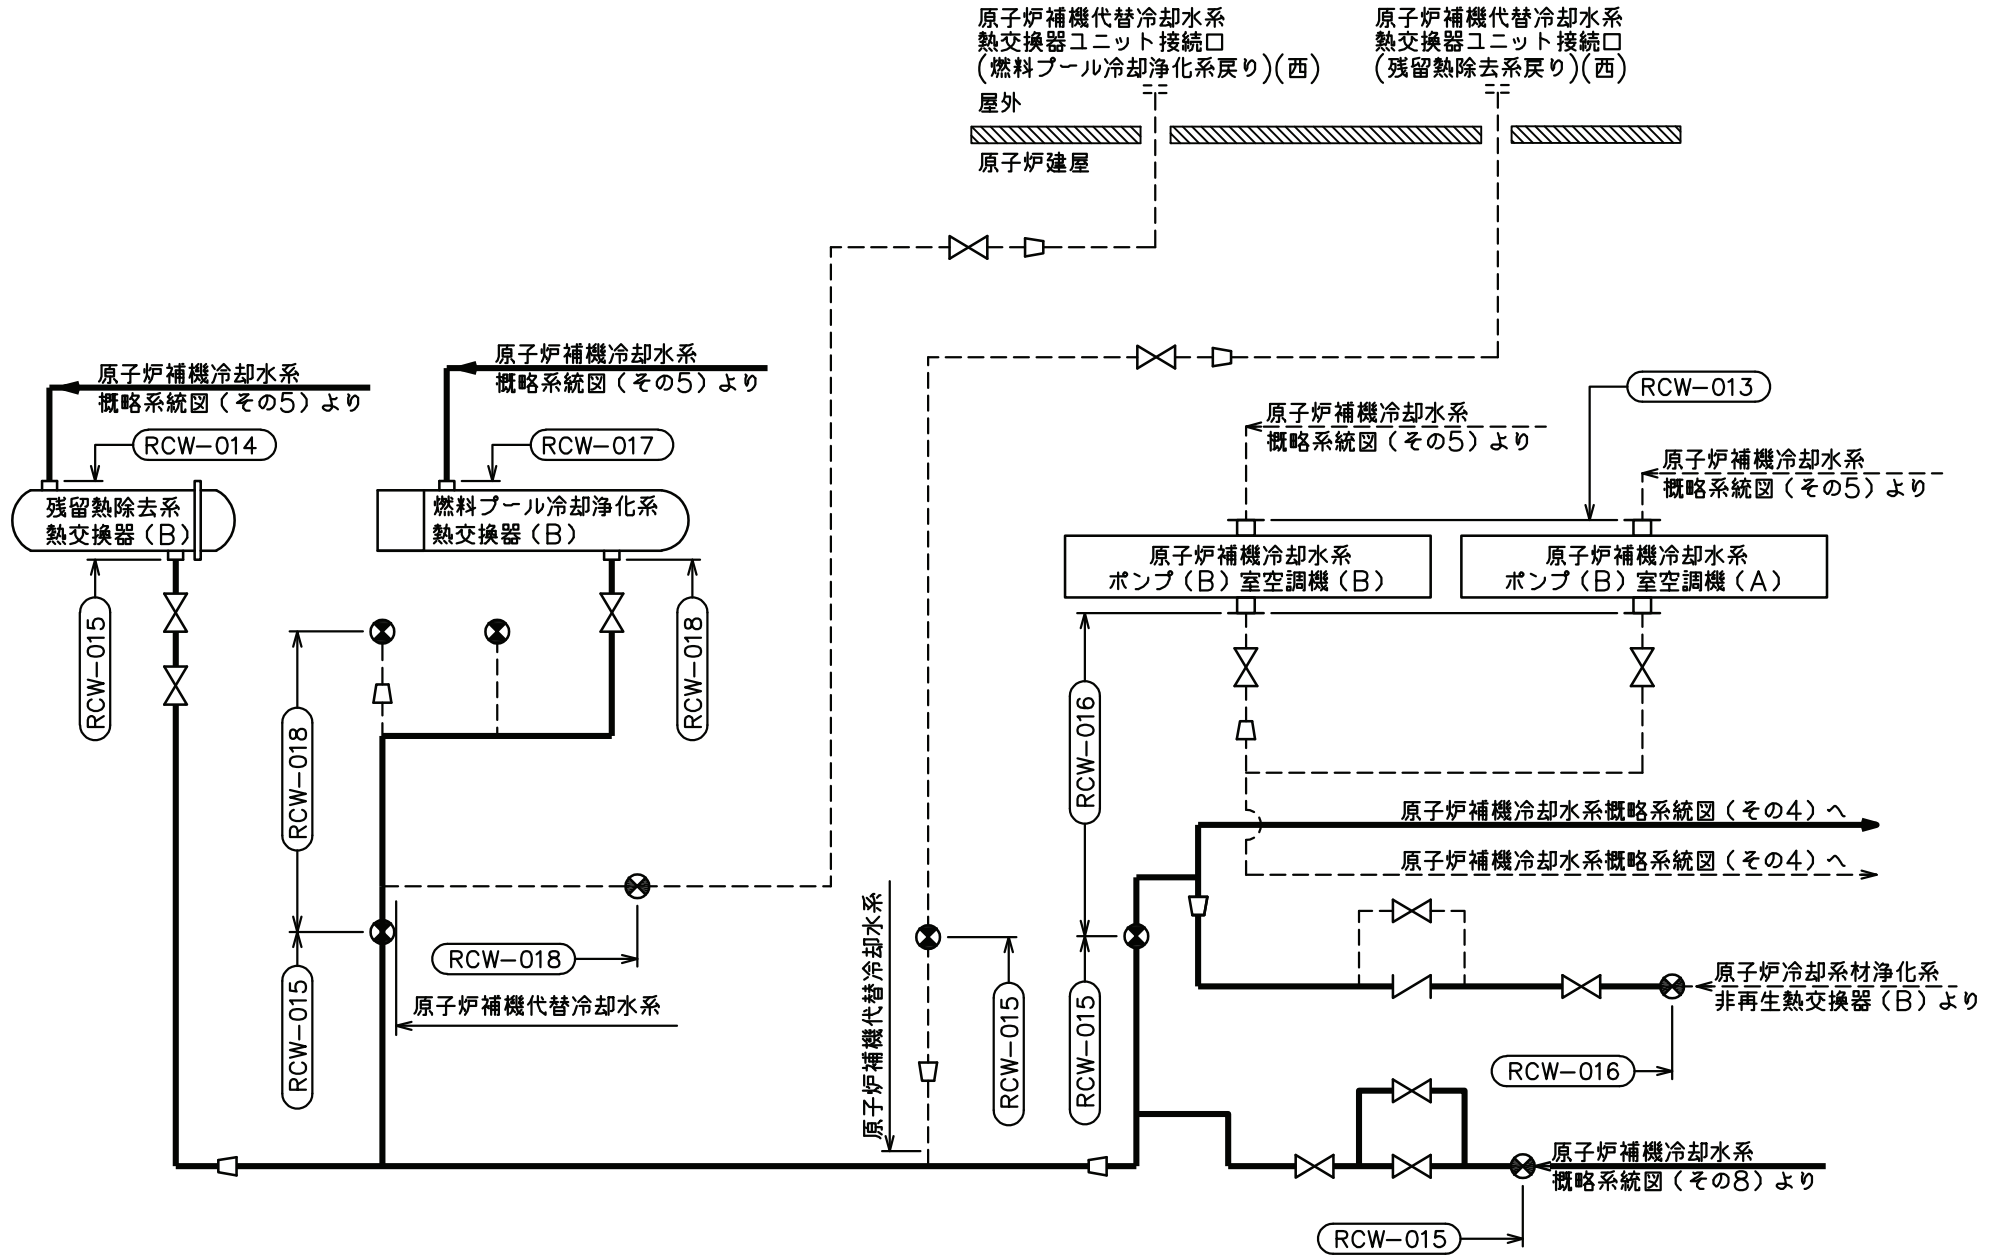 原子炉補機代替冷却水系
熱交換器ユニット接続口
(燃料プール冷却浄化系戻り)(西)
原子炉補機代替冷却水系
熱交換器ユニット接続口
(残留熱除去系戻り)(西)
屋外
原子炉建屋
原子炉補機冷却水系
概略系統図(その5)より
原子炉補機冷却水系
概略系統図(その5)より
RCW-014
RCW-017
残留熱除去系
熱交換器(B)
燃料プール冷却浄化系
熱交換器(B)
RCW-013
原子炉補機冷却水系
概略系統図(その5)より
原子炉補機冷却水系
概略系統図(その5)より
原子炉補機冷却水系
ポンプ(B)室空調機(B)
原子炉補機冷却水系
ポンプ(B)室空調機(A)
RCW-015
RCW-018
RCW-018
RCW-016
原子炉補機冷却水系概略系統図(その4)へ
原子炉補機冷却水系概略系統図(その4)へ
RCW-018
RCW-015
原子炉補機代替冷却水系
原子炉補機代替冷却水系
RCW-015
RCW-015
原子炉冷却系材浄化系
非再生熱交換器(B)より
RCW-016
原子炉補機冷却水系
概略系統図(その8)より
RCW-015